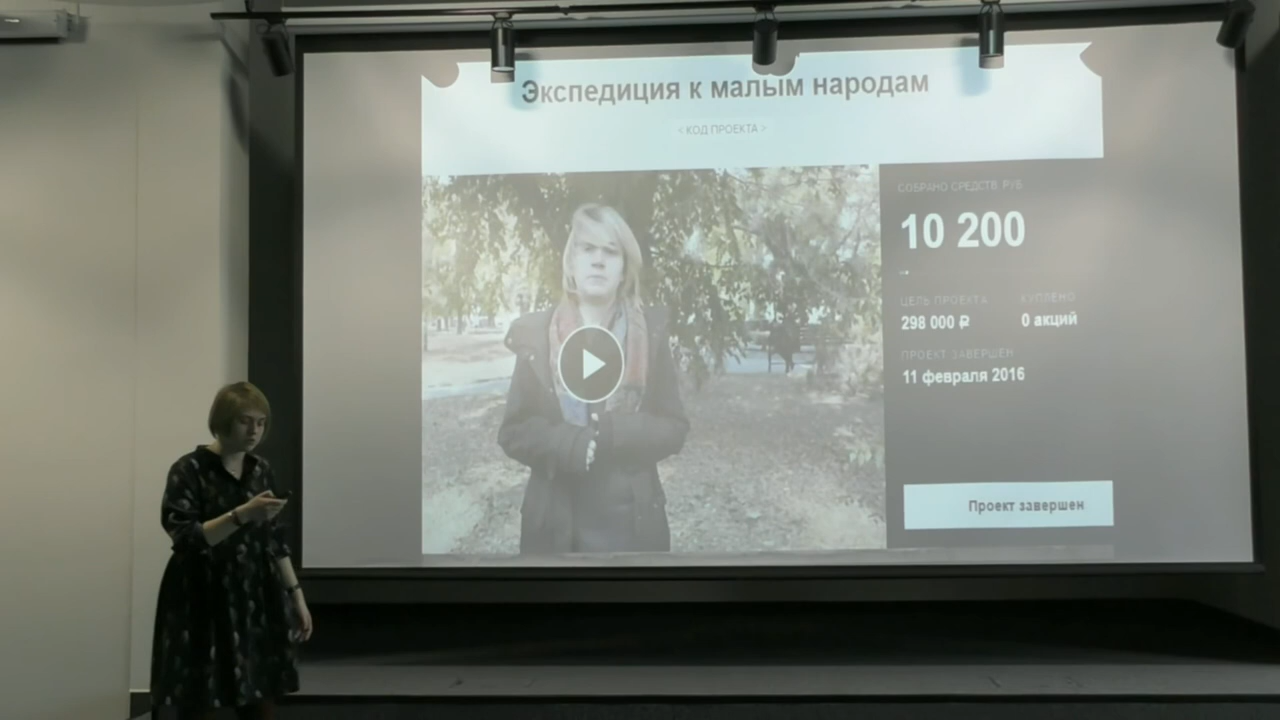 Экспедиция к малым народам
< КОД ПРОЕКТА >
СОБРАНО СРЕДСТВ, РУБ
10 200
ЦЕЛЬ ПРОЕКТА
КУПЛЕНО
298 000 ₽
0 акций
ПРОЕКТ ЗАВЕРШЕН
11 февраля 2016
Проект завершен